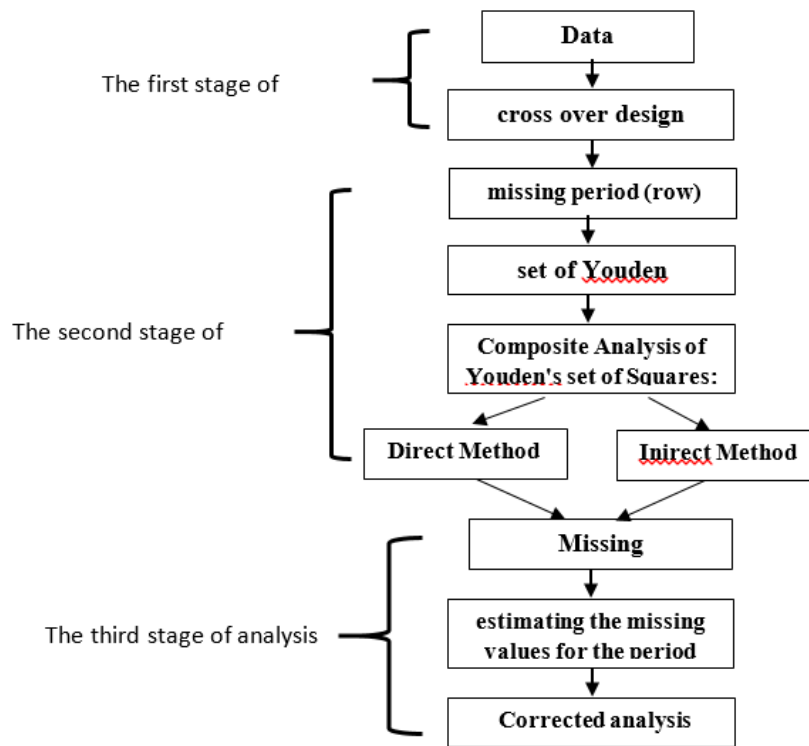 Data
The first stage of
cross over design
missing period (row)
set of Youden
The second stage of
Composite Analysis of
Youden's set of Squares:
Direct Method
Inirect Method
Missing
estimating the missing
values for the period
The third stage of analysis
Corrected analysis